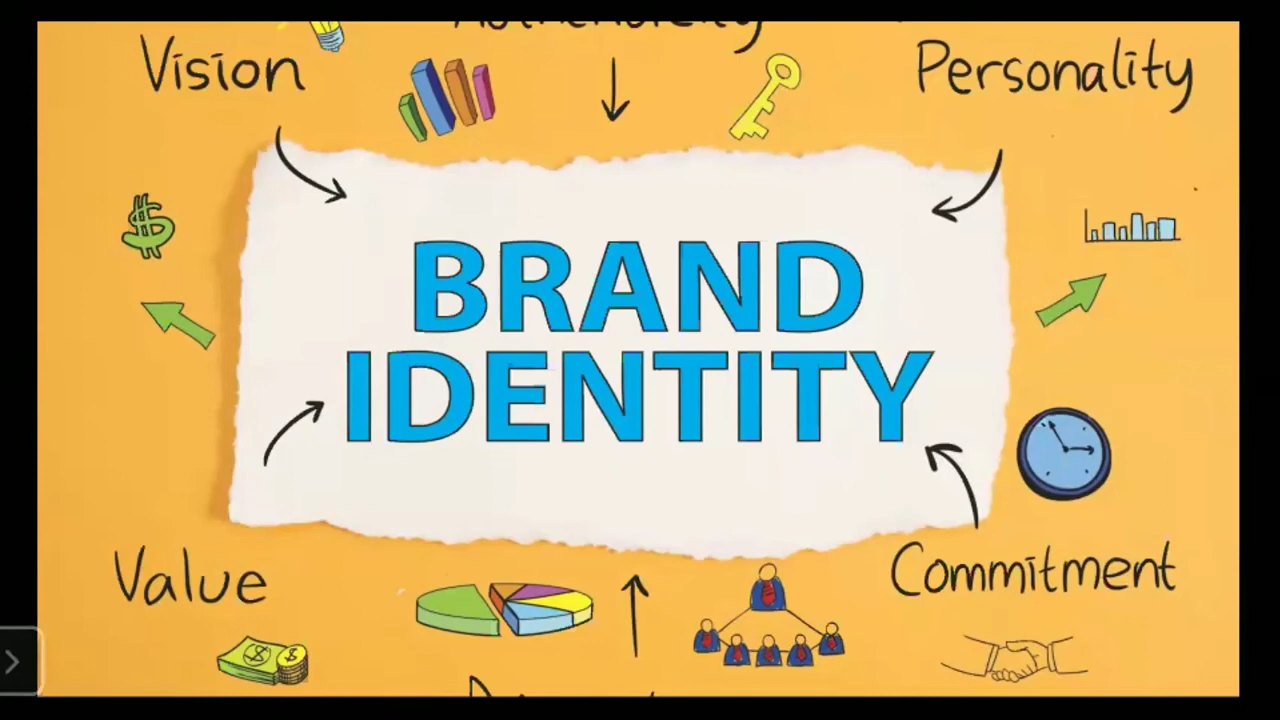 Vision
Personality
BRAND
IDENTITY
Value
Commitment